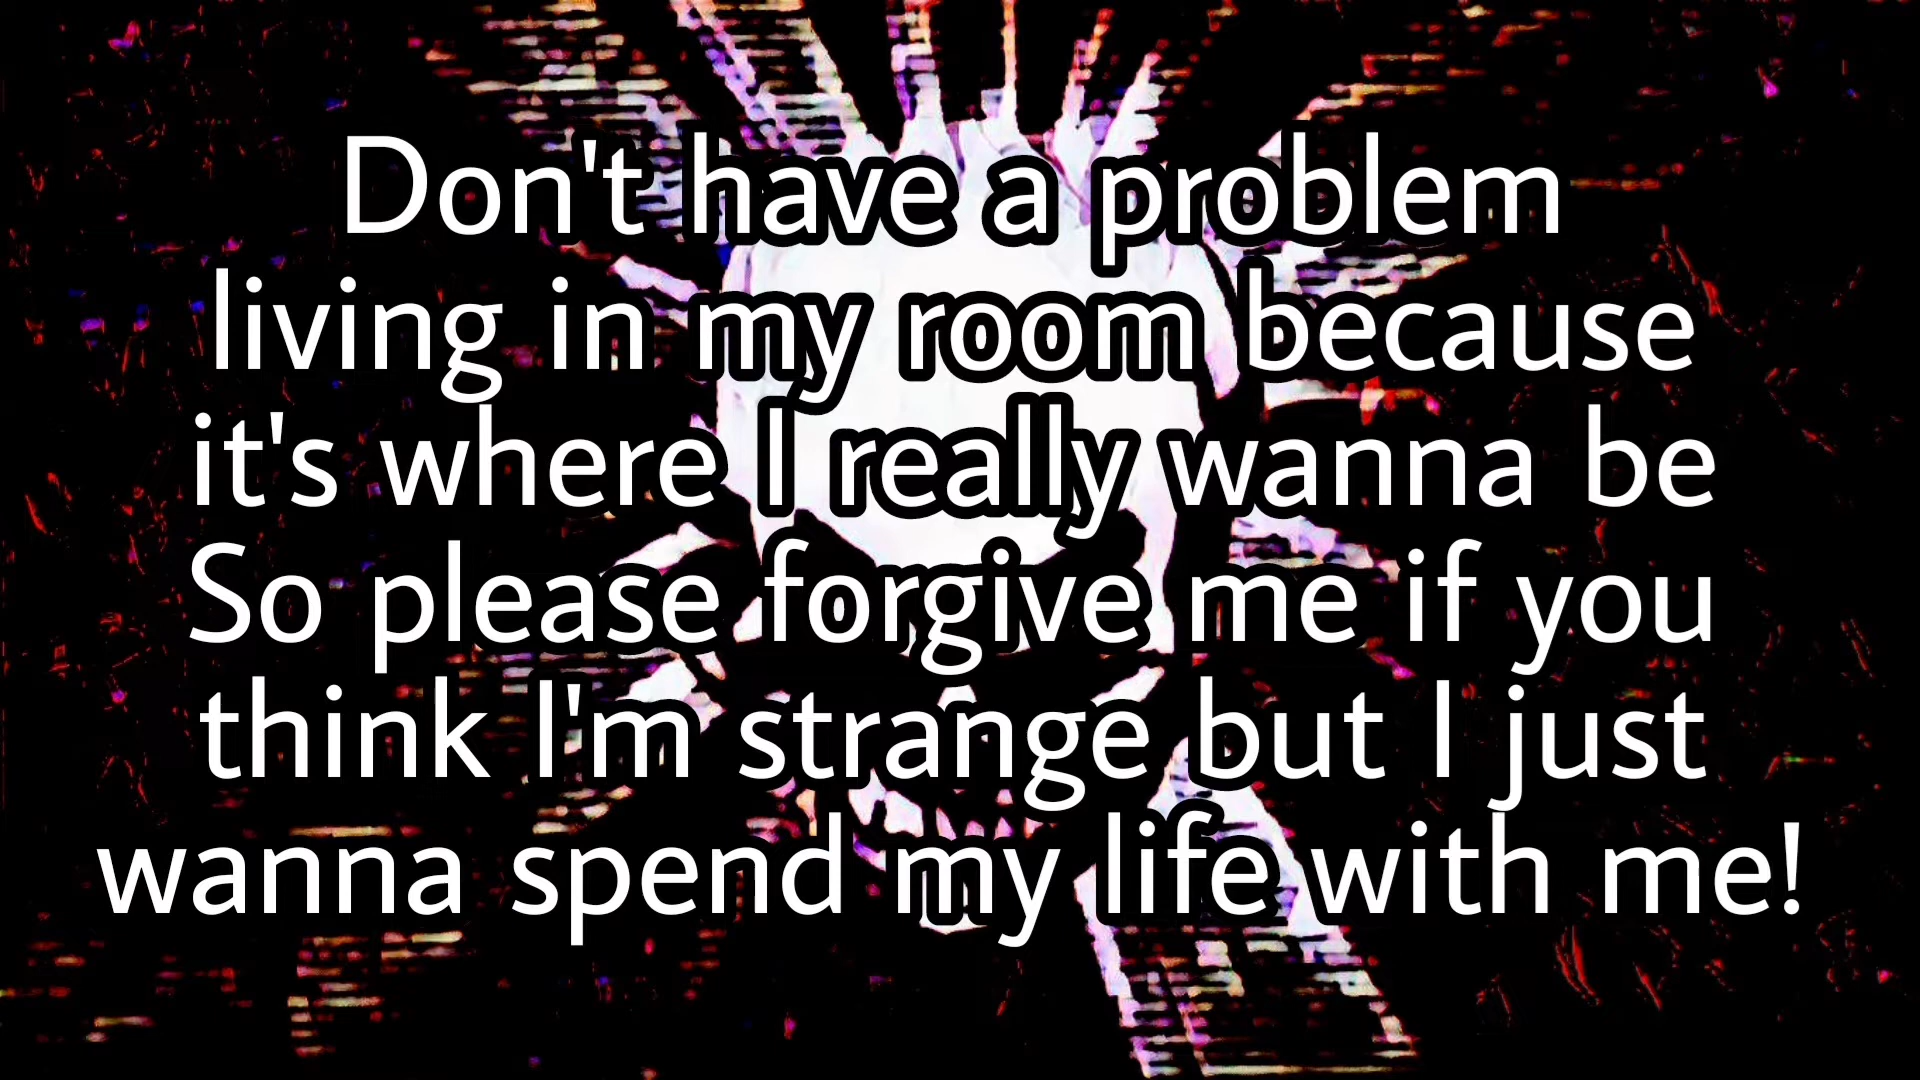 Don't have a problem
living in my room because
it's where I really wanna be
So please forgive me if you
think I'm strange but I just
wanna spend my life with me!